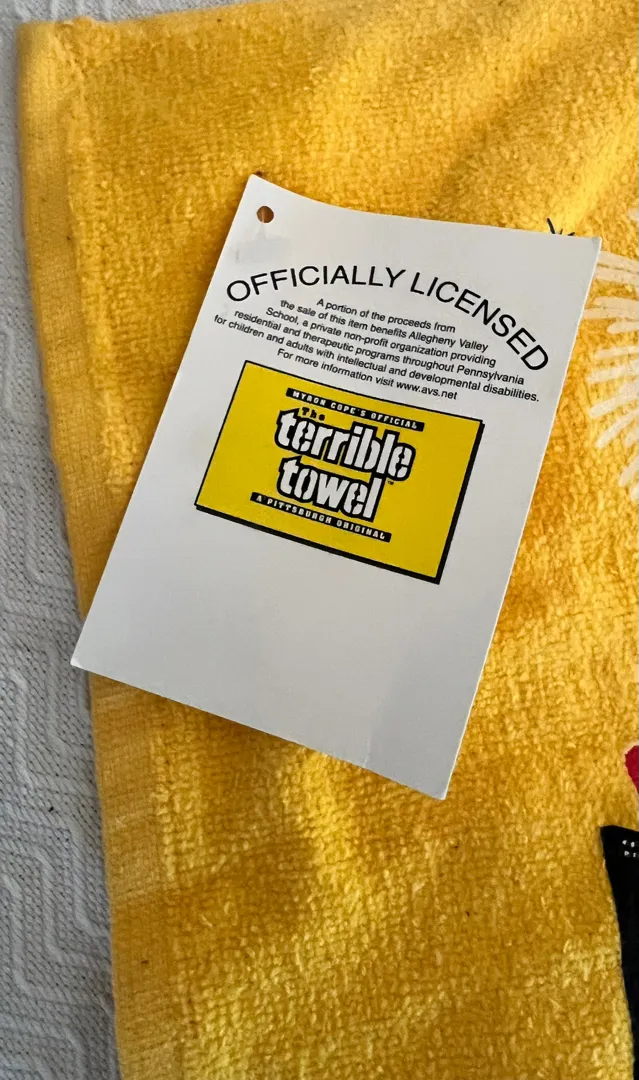 OFFICIALLY LICENSED
A portion of the proceeds from
the sale of this item benefits Allegheny Valley
School, a private non-profit organization providing
residential and therapeutic programs throughout Pennsylvania
for children and adults with intellectual and developmental disabilities.
For more information visit www.avs.net
MYRON COPE'S OFFICIAL
The
terrible
towel™
A PITTSBURGH ORIGINAL